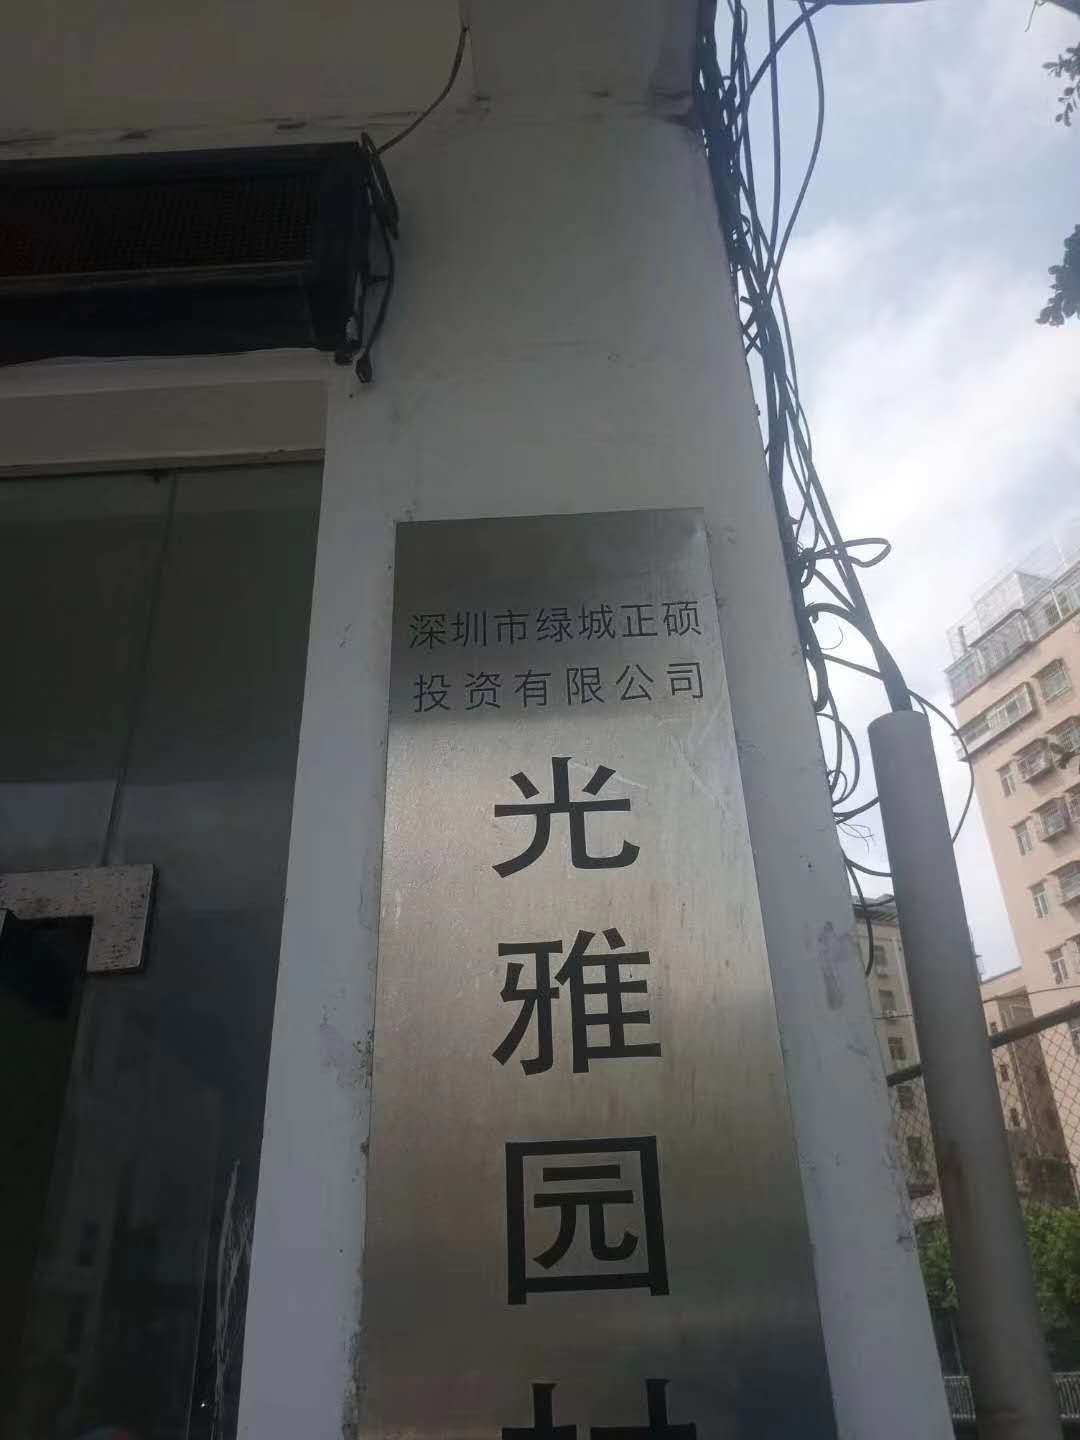 深圳市绿城正硕
投资有限公司
光雅园